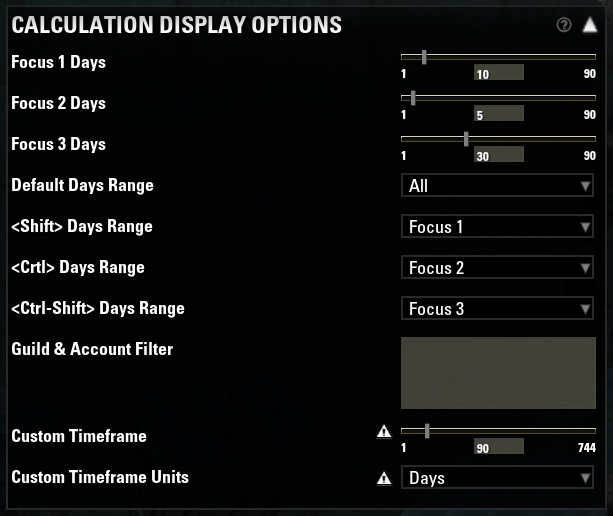 CALCULATION DISPLAY OPTIONS ?
Focus 1 Days
1 10 90
Focus 2 Days
1 5 90
Focus 3 Days
1 30 90
Default Days Range All
<Shift> Days Range Focus 1
<Crtl> Days Range Focus 2
<Ctrl-Shift> Days Range Focus 3
Guild & Account Filter
Custom Timeframe
1 90 744
Custom Timeframe Units Days